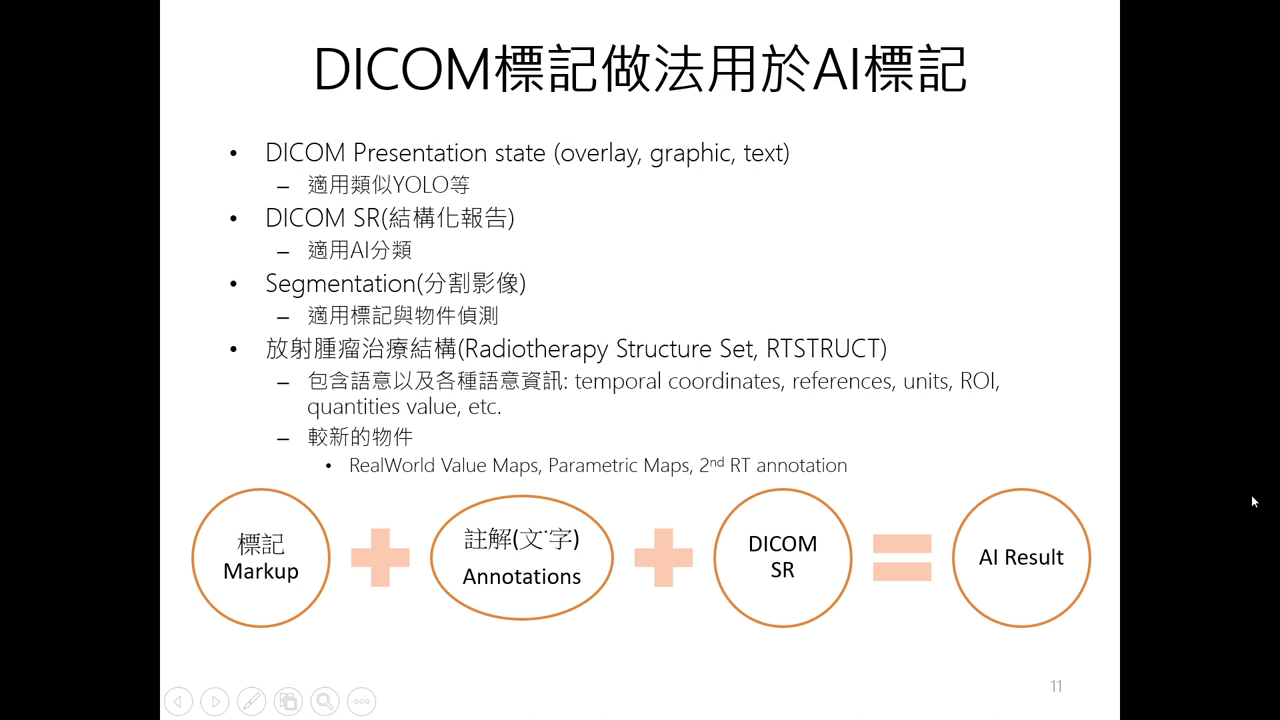 DICOM標記做法用於AI標記
• DICOM Presentation state (overlay, graphic, text)
– 適用類似YOLO等
• DICOM SR(結構化報告)
– 適用AI分類
• Segmentation(分割影像)
– 適用標記與物件偵測
• 放射腫瘤治療結構(Radiotherapy Structure Set, RTSTRUCT)
– 包含語意以及各種語意資訊: temporal coordinates, references, units, ROI,
quantities value, etc.
– 較新的物件
• RealWorld Value Maps, Parametric Maps, 2nd RT annotation
標記
Markup
註解(文¨字)
Annotations
DICOM
SR
AI Result
11